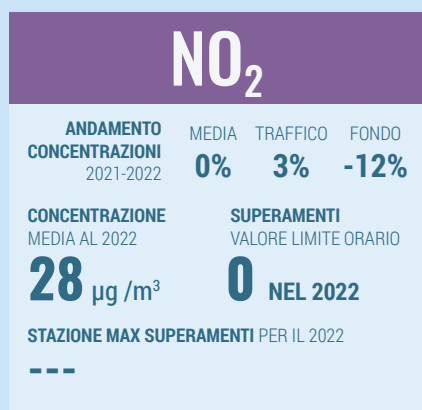 NO₂
ANDAMENTO CONCENTRAZIONI 2021-2022
MEDIA TRAFFICO FONDO
0% 3% -12%
CONCENTRAZIONE
MEDIA AL 2022
28 µg /m³
SUPERAMENTI
VALORE LIMITE ORARIO
0 NEL 2022
STAZIONE MAX SUPERAMENTI PER IL 2022
---